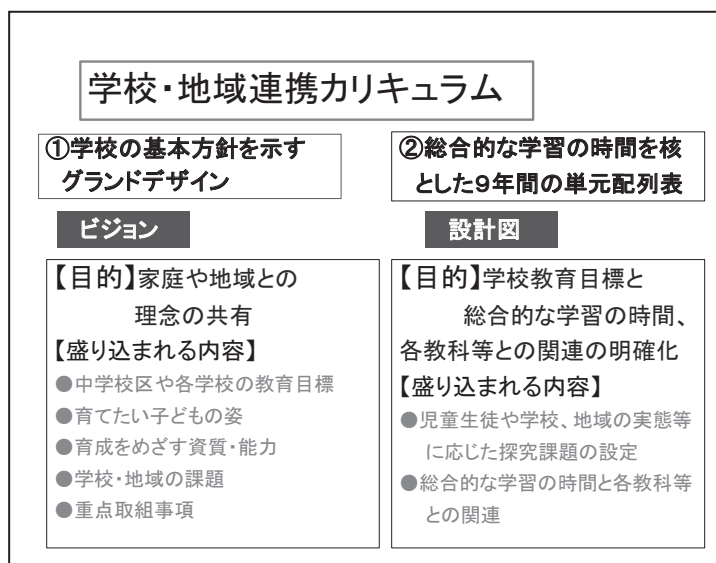 学校・地域連携カリキュラム
①学校の基本方針を示す
グランドデザイン
ビジョン
【目的】家庭や地域との
理念の共有
【盛り込まれる内容】
●中学校区や各学校の教育目標
●育てたい子どもの姿
●育成をめざす資質・能力
●学校・地域の課題
●重点取組事項
②総合的な学習の時間を核
とした9年間の単元配列表
設計図
【目的】学校教育目標と
総合的な学習の時間、
各教科等との関連の明確化
【盛り込まれる内容】
●児童生徒や学校、地域の実態等
に応じた探究課題の設定
●総合的な学習の時間と各教科等
との関連